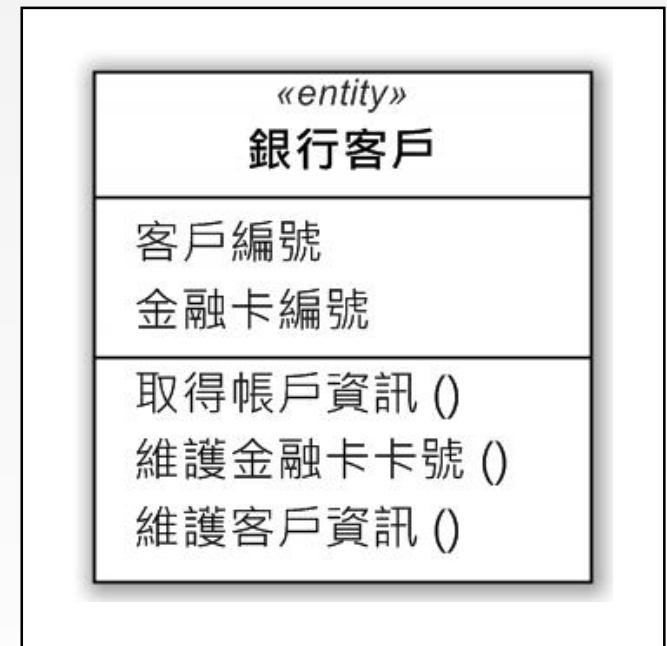 «entity»
銀行客戶
客戶編號
金融卡編號
取得帳戶資訊 ()
維護金融卡卡號 ()
維護客戶資訊 ()